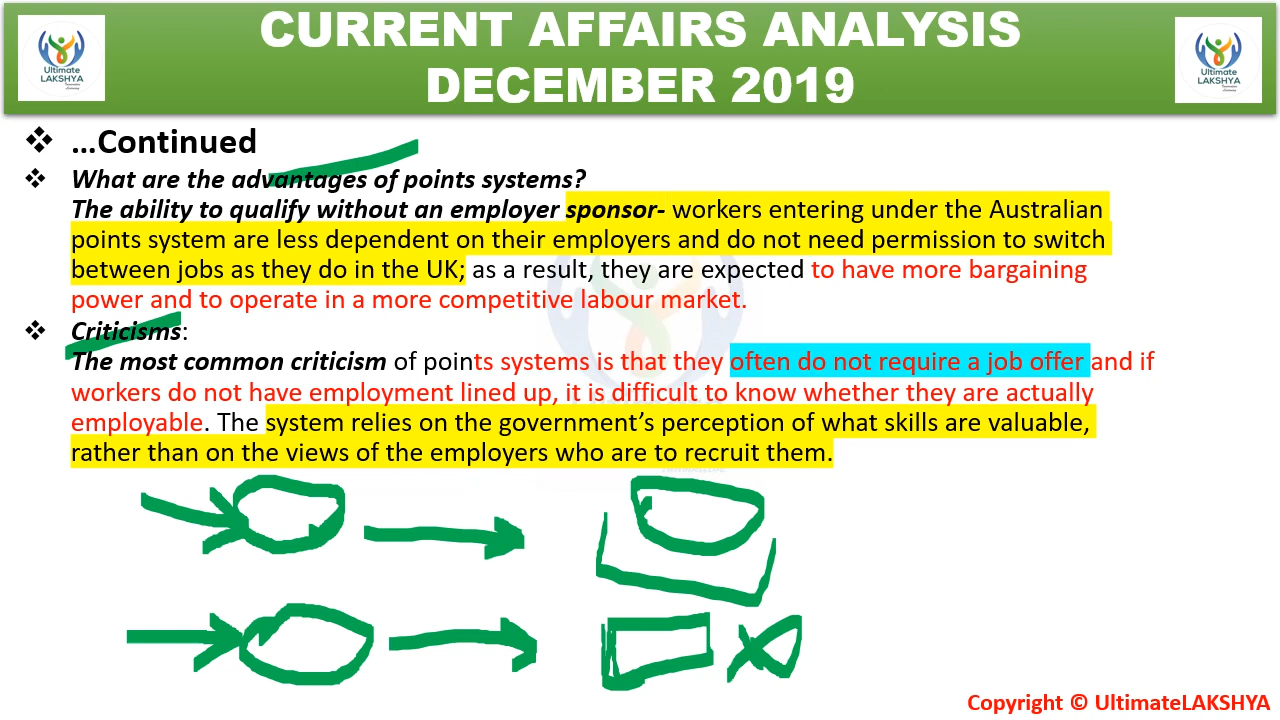 CURRENT AFFAIRS ANALYSIS
DECEMBER 2019
Ultimate
LAKSHYA
Ultimate
LAKSHYA
❖ ...Continued
❖ What are the advantages of points systems?
The ability to qualify without an employer sponsor- workers entering under the Australian
points system are less dependent on their employers and do not need permission to switch
between jobs as they do in the UK; as a result, they are expected to have more bargaining
power and to operate in a more competitive labour market.
❖ Criticisms:
The most common criticism of points systems is that they often do not require a job offer and if
workers do not have employment lined up, it is difficult to know whether they are actually
employable. The system relies on the government’s perception of what skills are valuable,
rather than on the views of the employers who are to recruit them.
Copyright © UltimateLAKSHYA